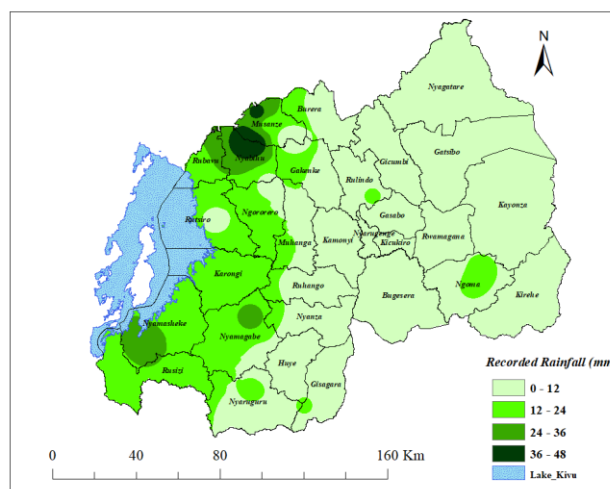 N
Nyagatare
Burera
Musanze
Gatsibo
Gicumbi
Nyabihu
Rubavu
Gakenke
Rulindo
Kayonza
Ngororero
Rutsiro
Gasabo
Nyarugenge
Rwamagana
Muhanga
Kamonyi
Kicukiro
Karongi
Ruhango
Bugesera
Ngoma
Kirehe
Nyamasheke
Nyanza
Nyamagabe
Huye
Rusizi
Gisagara
Nyaruguru
Recorded Rainfall (mm
0 - 12
12 - 24
24 - 36
36 - 48
Lake_Kivu
0 40 80 160 Km